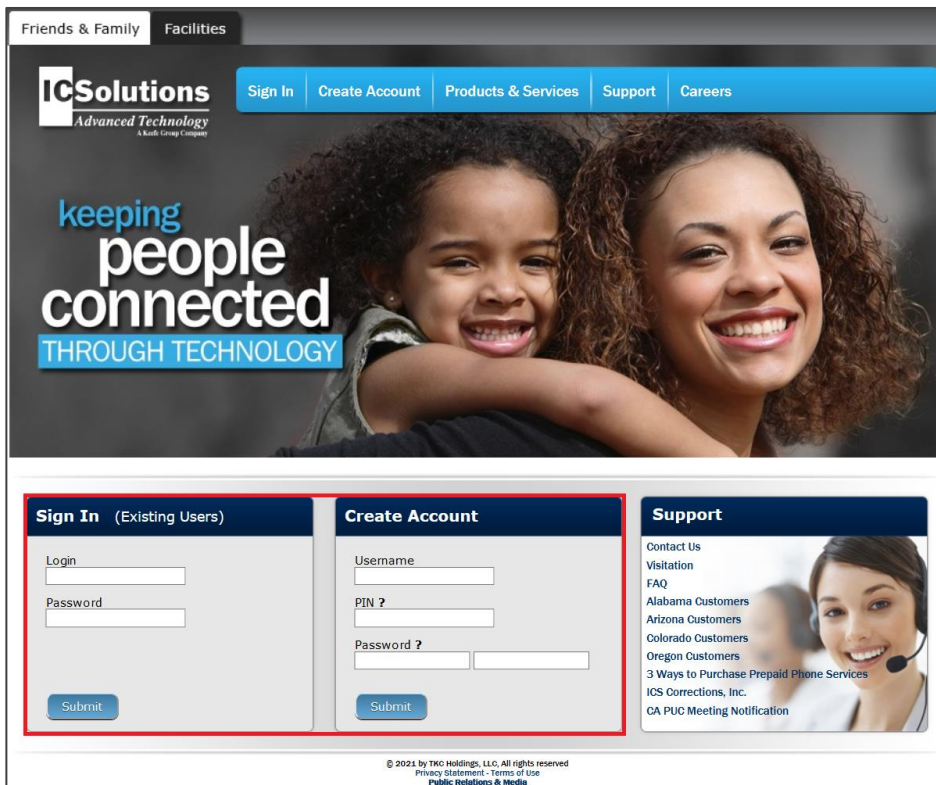 Friends & Family
Facilities
ICSolutions
Advanced Technology
A Keefe Group Company
Sign In
Create Account
Products & Services
Support
Careers
keeping
people
connected
THROUGH TECHNOLOGY
Sign In (Existing Users)
Login
Password
Submit
Create Account
Username
PIN ?
Password ?
Submit
Support
Contact Us
Visitation
FAQ
Alabama Customers
Arizona Customers
Colorado Customers
Oregon Customers
3 Ways to Purchase Prepaid Phone Services
ICS Corrections, Inc.
CA PUC Meeting Notification
© 2021 by TKC Holdings, LLC, All rights reserved
Privacy Statement - Terms of Use
Public Relations & Media